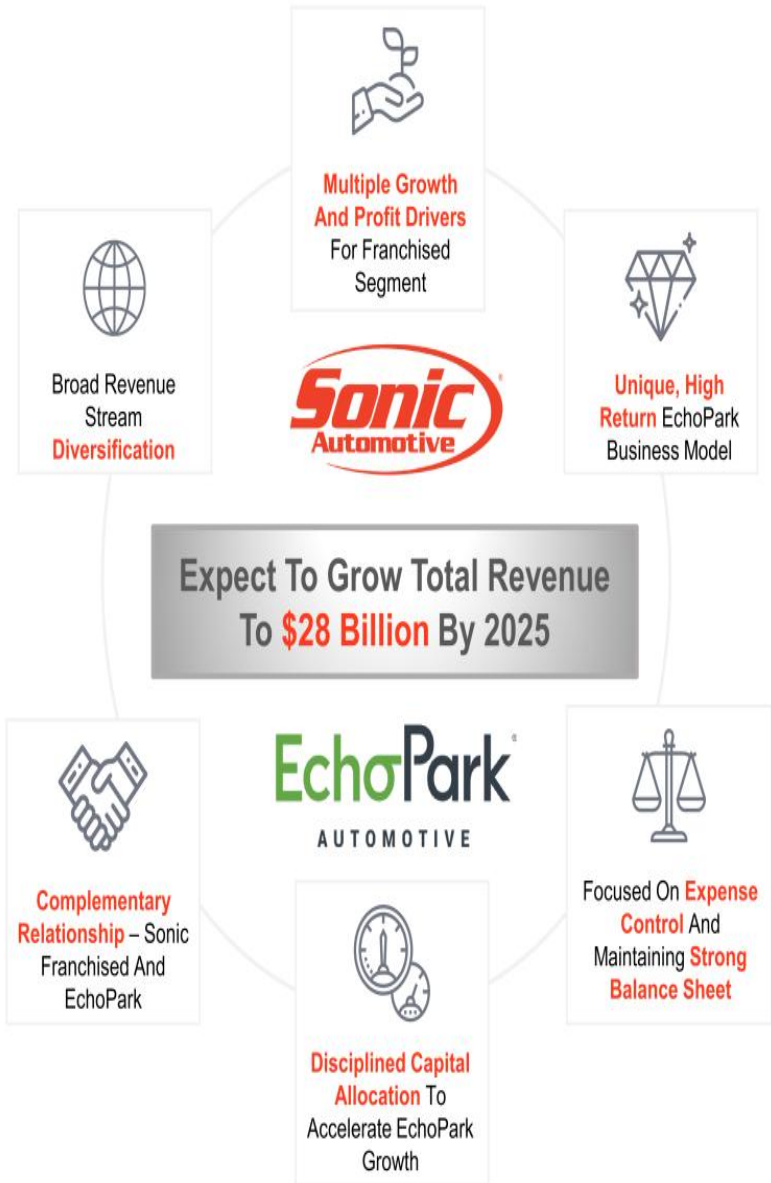 Multiple Growth
And Profit Drivers
For Franchised
Segment
Broad Revenue
Stream
Diversification
Unique, High
Return EchoPark
Business Model
Sonic
Automotive
Expect To Grow Total Revenue
To $28 Billion By 2025
EchoPark
AUTOMOTIVE
Complementary
Relationship – Sonic
Franchised And
EchoPark
Focused On Expense
Control And
Maintaining Strong
Balance Sheet
Disciplined Capital
Allocation To
Accelerate EchoPark
Growth